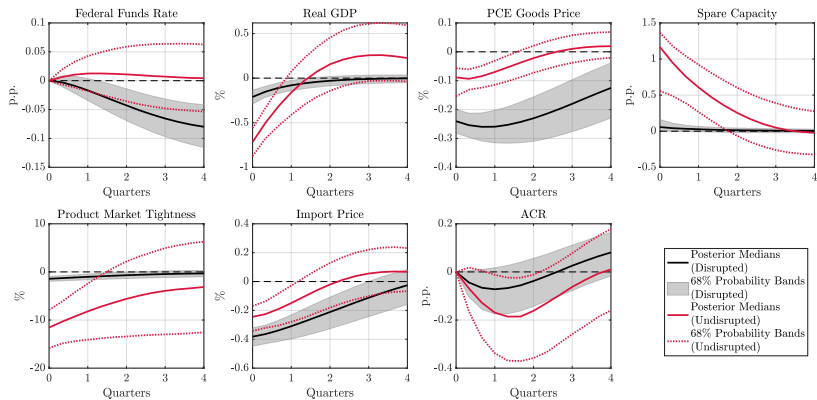 Federal Funds Rate
0.1
0.05
0
-0.05
-0.1
-0.15
p.p.
0 1 2 3 4
Quarters
Real GDP
0.5
0
-0.5
-1
%
0 1 2 3 4
Quarters
PCE Goods Price
0.1
0
-0.1
-0.2
-0.3
-0.4
%
0 1 2 3 4
Quarters
Spare Capacity
1.5
1
0.5
0
-0.5
p.p.
0 1 2 3 4
Quarters
Product Market Tightness
10
0
-10
-20
%
0 1 2 3 4
Quarters
Import Price
0.4
0.2
0
-0.2
-0.4
-0.6
%
0 1 2 3 4
Quarters
ACR
0.2
0
-0.2
-0.4
p.p.
0 1 2 3 4
Quarters
Posterior Medians
(Disrupted)
68% Probability Bands
(Disrupted)
Posterior Medians
(Undisrupted)
68% Probability Bands
(Undisrupted)